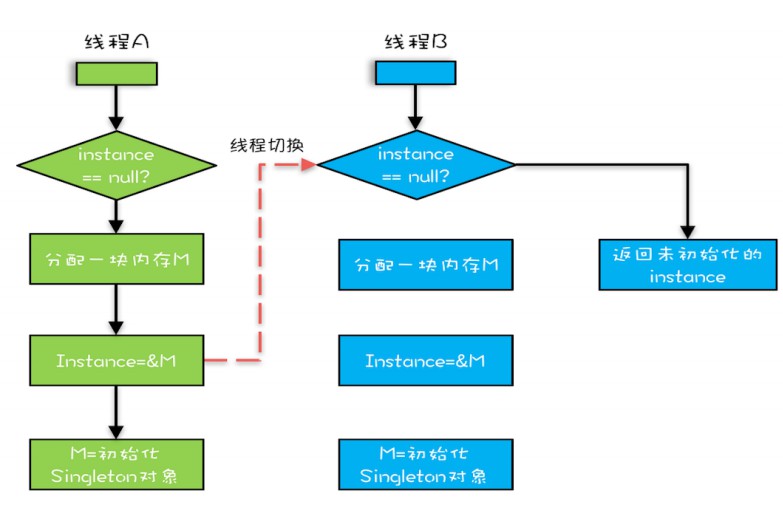 线程A
线程B
instance
== null?
线程切换
instance
== null?
分配一块内存M
分配一块内存M
返回未初始化的
instance
Instance=&M
Instance=&M
M=初始化
Singleton对象
M=初始化
Singleton对象